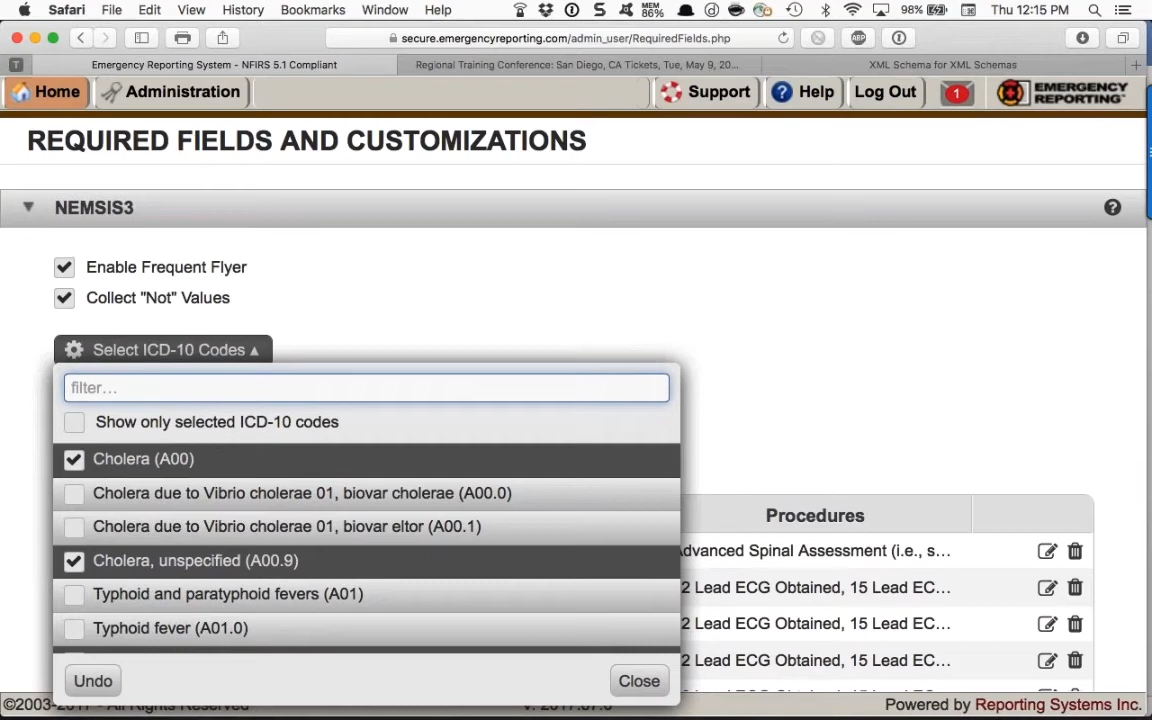 Safari File Edit View History Bookmarks Window Help MEM 86% 98% Thu 12:15 PM
secure.emergencyreporting.com/admin_user/RequiredFields.php
T Emergency Reporting System - NFIRS 5.1 Compliant Regional Training Conference: San Diego, CA Tickets, Tue, May 9, 20... XML Schema for XML Schemas
Home Administration Support Help Log Out 1 EMERGENCY REPORTING
REQUIRED FIELDS AND CUSTOMIZATIONS
NEMSIS3
Enable Frequent Flyer
Collect "Not" Values
Select ICD-10 Codes
filter...
Show only selected ICD-10 codes
Cholera (A00)
Cholera due to Vibrio cholerae 01, biovar cholerae (A00.0)
Cholera due to Vibrio cholerae 01, biovar eltor (A00.1)
Cholera, unspecified (A00.9)
Typhoid and paratyphoid fevers (A01)
Typhoid fever (A01.0)
Undo Close
Procedures
Advanced Spinal Assessment (i.e., s...
2 Lead ECG Obtained, 15 Lead EC...
2 Lead ECG Obtained, 15 Lead EC...
2 Lead ECG Obtained, 15 Lead EC...
©2003-2017 - All Rights Reserved Powered by Reporting Systems Inc.